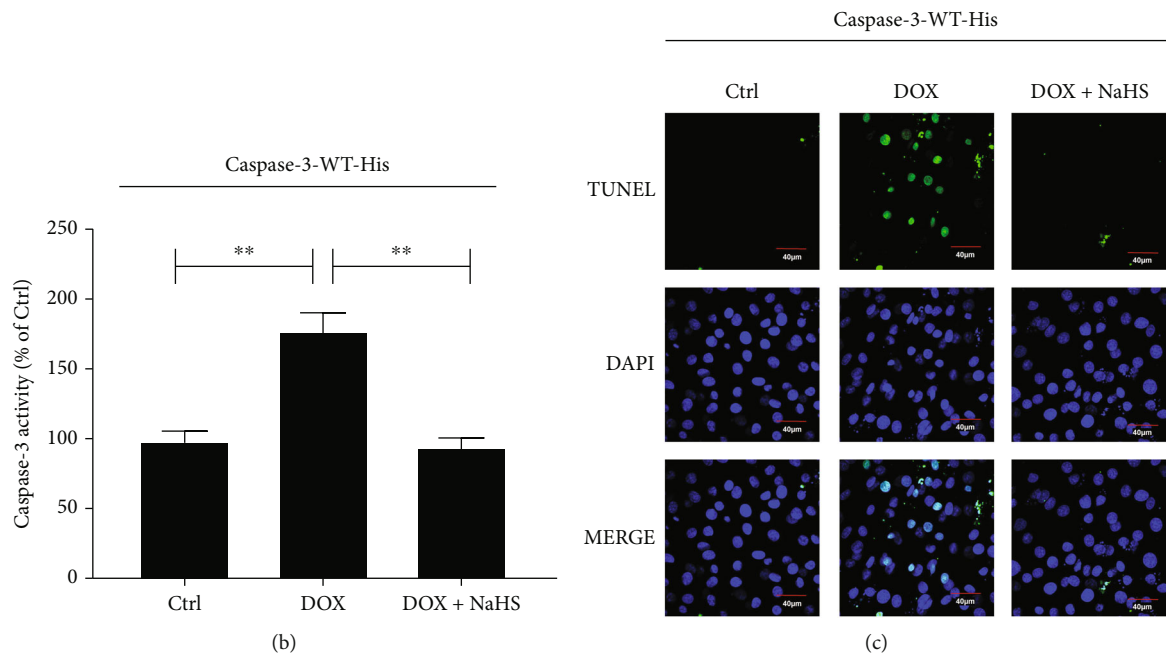 Caspase-3-WT-His
Caspase-3 activity (% of Ctrl)
250
200
150
100
50
0
**
**
Ctrl
DOX
DOX + NaHS
(b)
Caspase-3-WT-His
Ctrl
DOX
DOX + NaHS
TUNEL
40μm
40μm
40μm
DAPI
40μm
40μm
40μm
MERGE
40μm
40μm
40μm
(c)